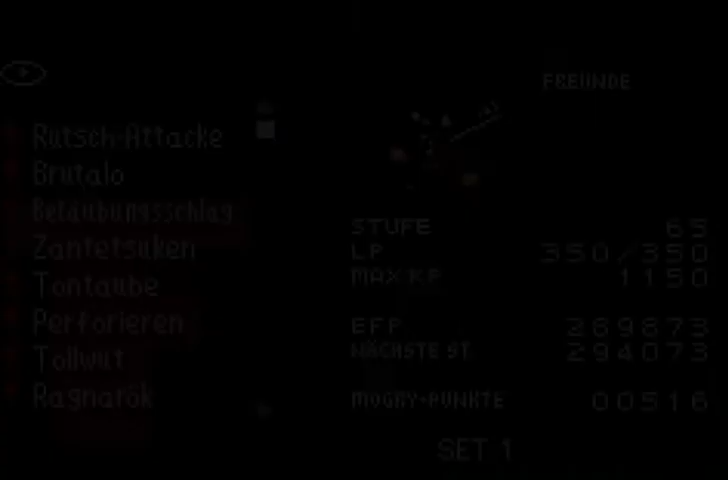 FREUNDE
Rutsch-Attacke
Brutalo
Betäubungsschlag
Zantetsuken
Tontaube
Perforieren
Tollwut
Ragnarök
STUFE 65
LP 350/350
MAX KP 1150
EFP 269873
NÄCHSTE ST. 294073
MOGRY-PUNKTE 00516
SET 1